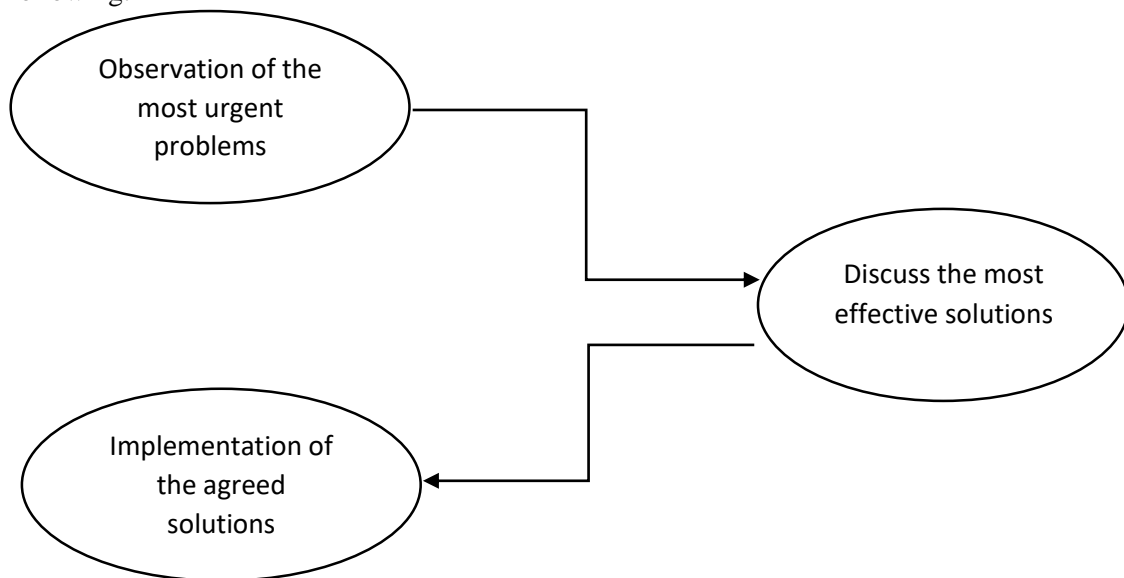 Observation of the
most urgent
problems
Discuss the most
effective solutions
Implementation of
the agreed
solutions